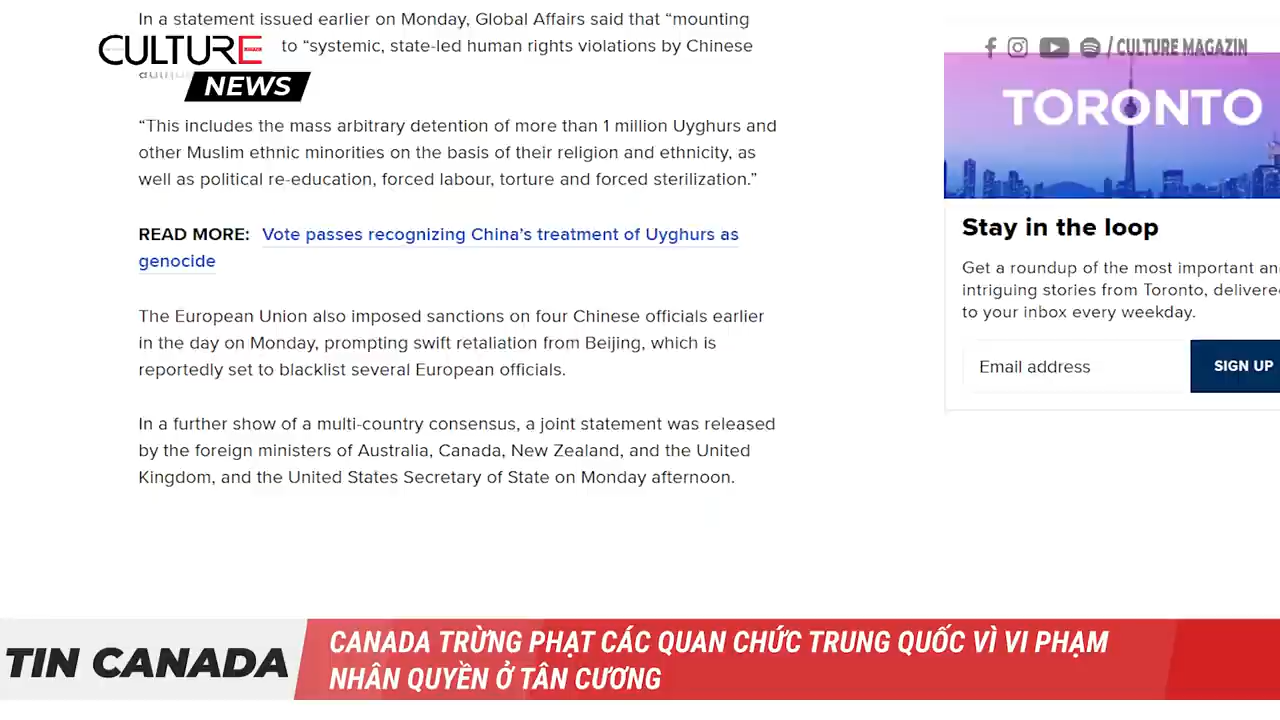 In a statement issued earlier on Monday, Global Affairs said that “mounting
to “systemic, state-led human rights violations by Chinese
CULTURE
NEWS
/ CULTURE MAGAZIN
“This includes the mass arbitrary detention of more than 1 million Uyghurs and
other Muslim ethnic minorities on the basis of their religion and ethnicity, as
well as political re-education, forced labour, torture and forced sterilization.”
READ MORE: Vote passes recognizing China’s treatment of Uyghurs as
genocide
The European Union also imposed sanctions on four Chinese officials earlier
in the day on Monday, prompting swift retaliation from Beijing, which is
reportedly set to blacklist several European officials.
In a further show of a multi-country consensus, a joint statement was released
by the foreign ministers of Australia, Canada, New Zealand, and the United
Kingdom, and the United States Secretary of State on Monday afternoon.
TORONTO
Stay in the loop
Get a roundup of the most important
intriguing stories from Toronto,
to your inbox every weekday.
Email address
SIGN UP
TIN CANADA
CANADA TRỪNG PHẠT CÁC QUAN CHỨC TRUNG QUỐC VÌ VI PHẠM
NHÂN QUYỀN Ở TÂN CƯƠNG